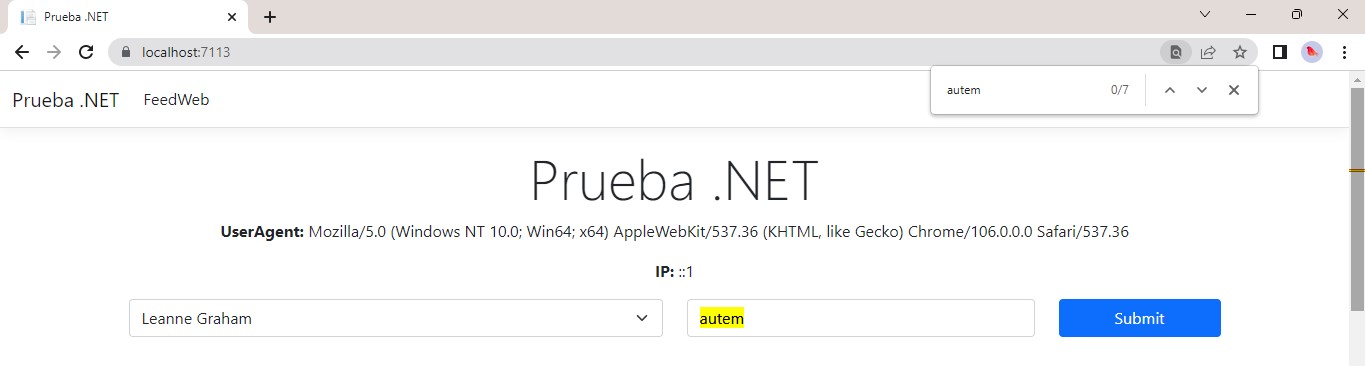 Prueba .NET
localhost:7113
autem 0/7
Prueba .NET FeedWeb
Prueba .NET
UserAgent: Mozilla/5.0 (Windows NT 10.0; Win64; x64) AppleWebKit/537.36 (KHTML, like Gecko) Chrome/106.0.0.0 Safari/537.36
IP: ::1
Leanne Graham autem Submit